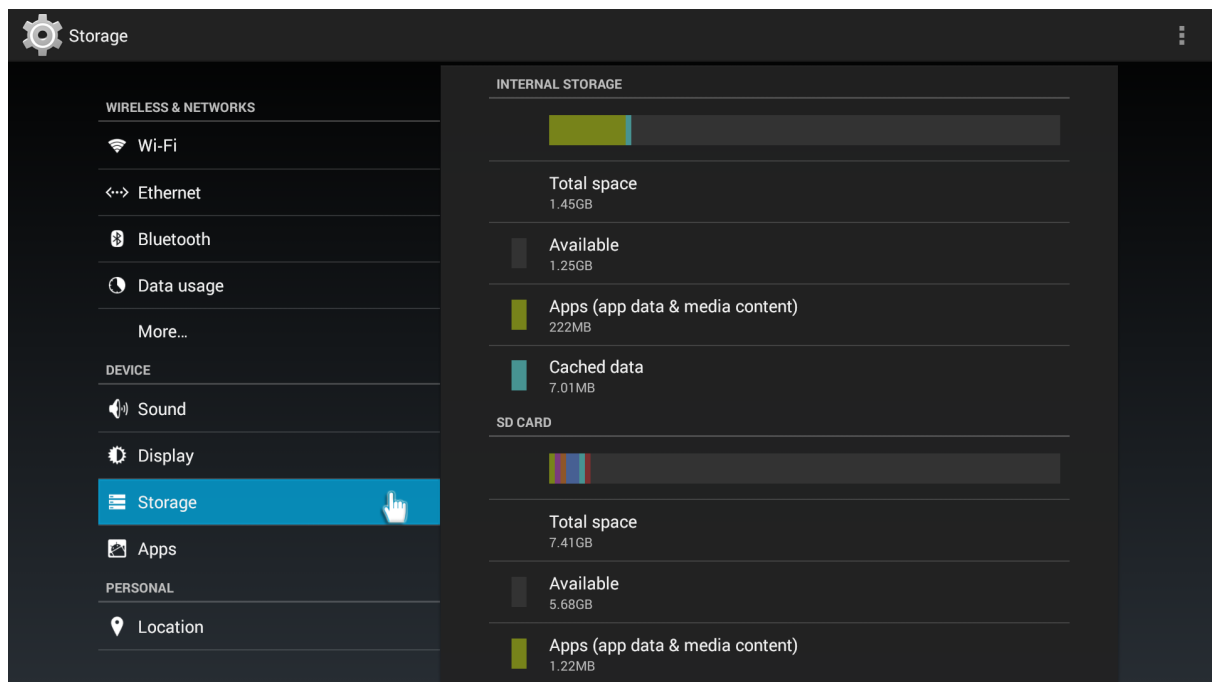 Storage
WIRELESS & NETWORKS
Wi-Fi
Ethernet
Bluetooth
Data usage
More...
DEVICE
Sound
Display
Storage
Apps
PERSONAL
Location
INTERNAL STORAGE
Total space
1.45GB
Available
1.25GB
Apps (app data & media content)
222MB
Cached data
7.01MB
SD CARD
Total space
7.41GB
Available
5.68GB
Apps (app data & media content)
1.22MB